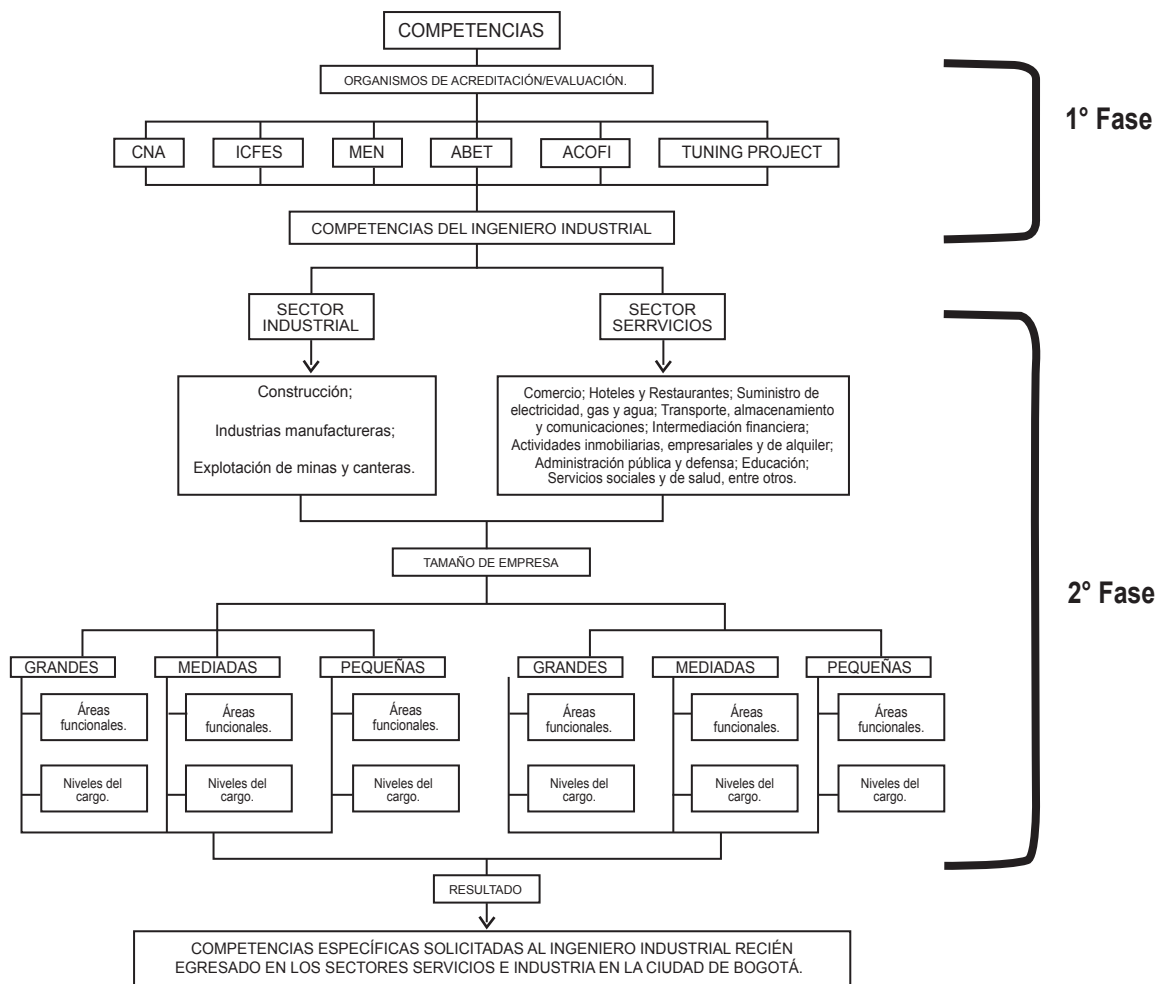 COMPETENCIAS
ORGANISMOS DE ACREDITACIÓN/EVALUACIÓN.
1° Fase
CNA
ICFES
MEN
ABET
ACOFI
TUNING PROJECT
COMPETENCIAS DEL INGENIERO INDUSTRIAL
SECTOR
INDUSTRIAL
SECTOR
SERRVICIOS
Construcción;
Industrias manufactureras;
Explotación de minas y canteras.
Comercio; Hoteles y Restaurantes; Suministro de
electricidad, gas y agua; Transporte, almacenamiento
y comunicaciones; Intermediación financiera;
Actividades inmobiliarias, empresariales y de alquiler;
Administración pública y defensa; Educación;
Servicios sociales y de salud, entre otros.
TAMAÑO DE EMPRESA
2° Fase
GRANDES
MEDIADAS
PEQUEÑAS
GRANDES
MEDIADAS
PEQUEÑAS
Áreas
funcionales.
Áreas
funcionales.
Áreas
funcionales.
Áreas
funcionales.
Áreas
funcionales.
Áreas
funcionales.
Niveles del
cargo.
Niveles del
cargo.
Niveles del
cargo.
Niveles del
cargo.
Niveles del
cargo.
Niveles del
cargo.
RESULTADO
COMPETENCIAS ESPECÍFICAS SOLICITADAS AL INGENIERO INDUSTRIAL RECIÉN
EGRESADO EN LOS SECTORES SERVICIOS E INDUSTRIA EN LA CIUDAD DE BOGOTÁ.